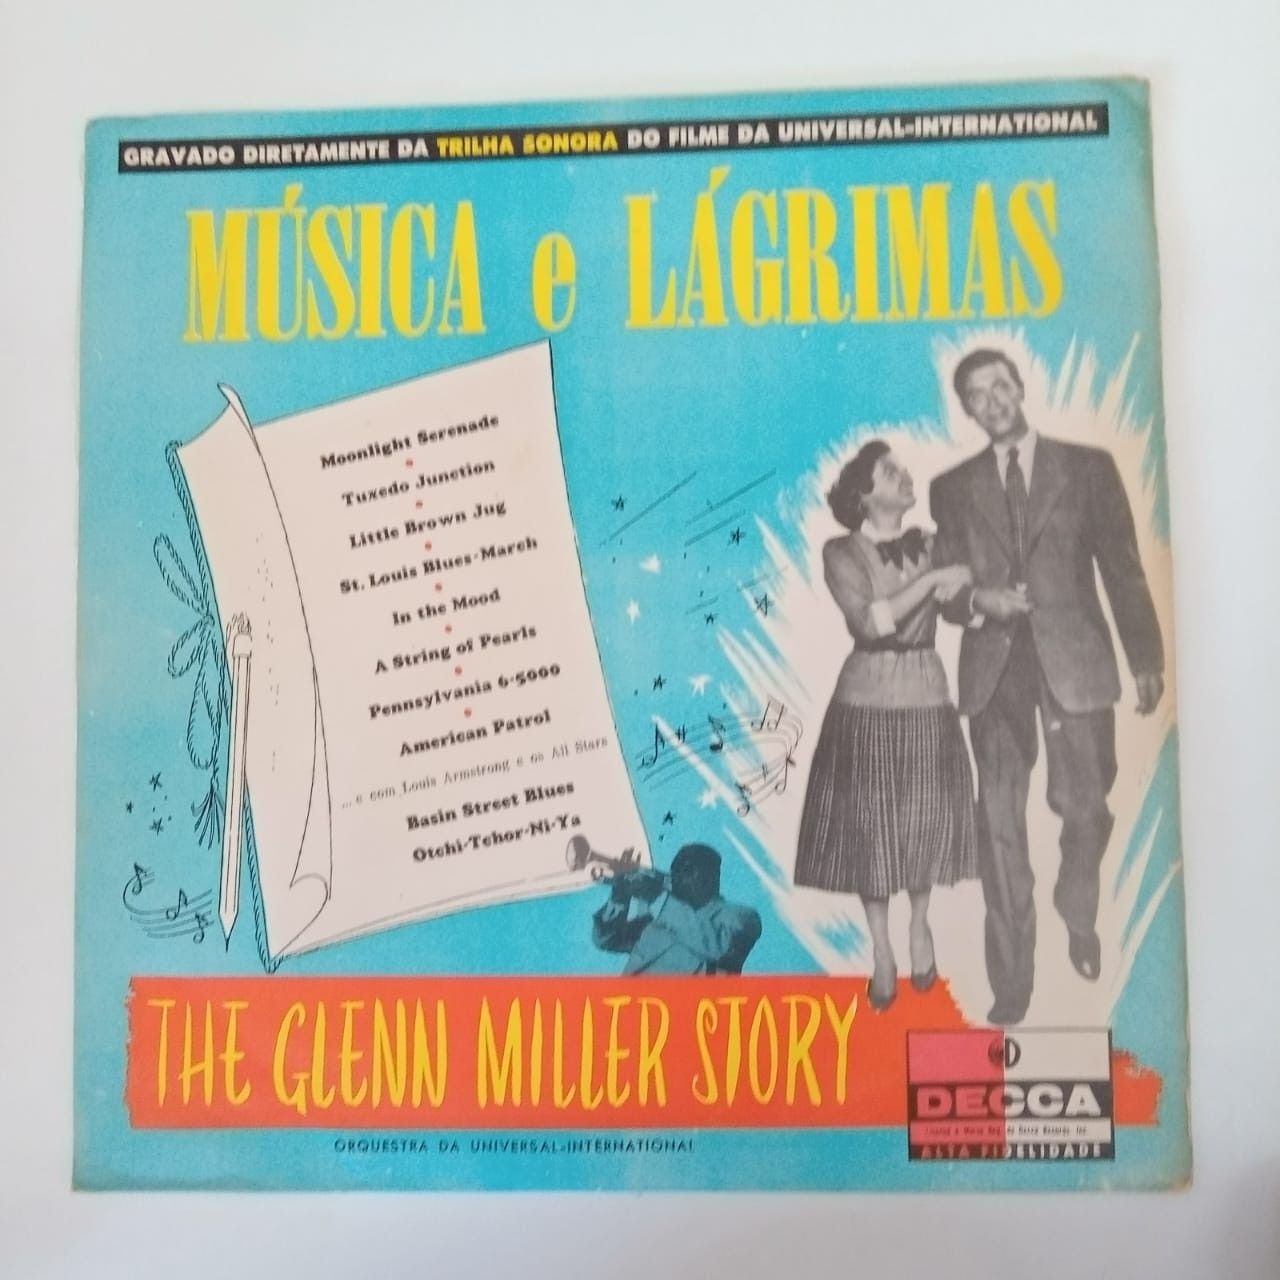 GRAVADO DIRETAMENTE DA TRILHA SONORA DO FILME DA UNIVERSAL-INTERNATIONAL
MÚSICA e LÁGRIMAS
Moonlight Serenade
Tuxedo Junction
Little Brown Jug
St. Louis Blues-March
In the Mood
A String of Pearls
Pennsylvania 6-5000
American Patrol
... e com Louis Armstrong e os All Stars
Basin Street Blues
Otchi-Tchor-Ni-Ya
THE GLENN MILLER STORY
D
DECCA
ALTA FIDELIDADE
ORQUESTRA DA UNIVERSAL-INTERNATIONAL